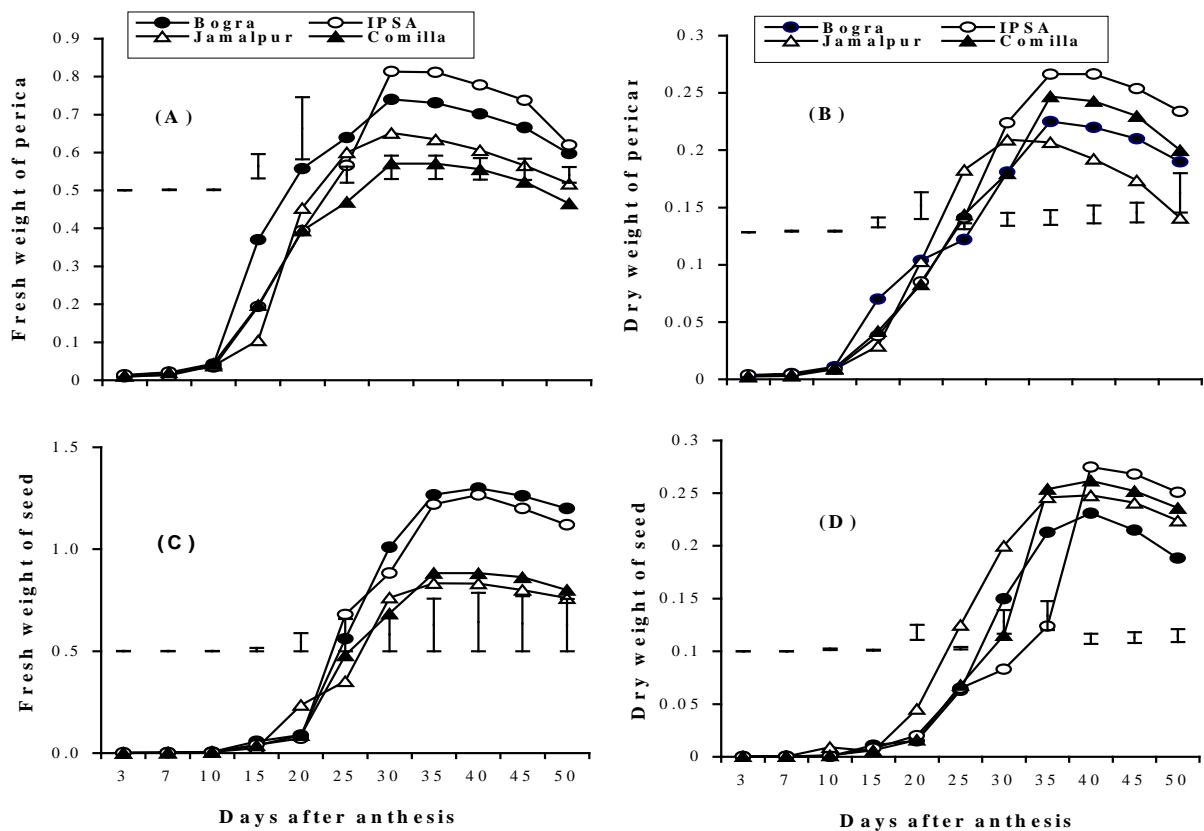 Bogra IPSA
Jamalpur Comilla
Fresh weight of perica
0.9
0.8
0.7
0.6
0.5
0.4
0.3
0.2
0.1
0
(A)
Bogra IPSA
Jamalpur Comilla
Dry weight of pericar
0.3
0.25
0.2
0.15
0.1
0.05
0
(B)
Fresh weight of seed
1.5
1.0
0.5
0.0
(C)
3 7 10 15 20 25 30 35 40 45 50
Days after anthesis
Dry weight of seed
0.3
0.25
0.2
0.15
0.1
0.05
0
(D)
3 7 10 15 20 25 30 35 40 45 50
Days after anthesis